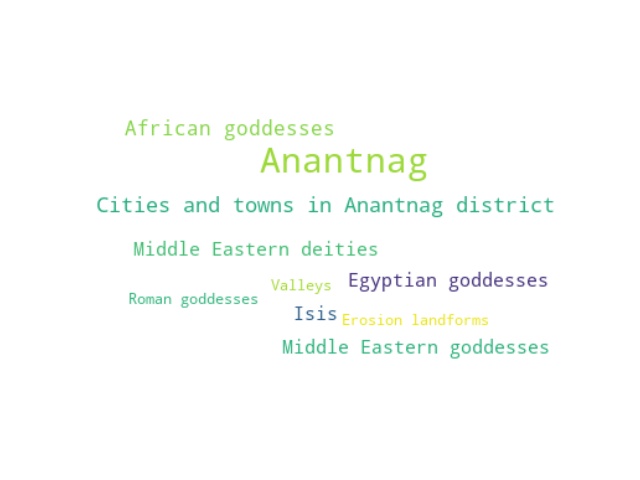 African goddesses
Anantnag
Cities and towns in Anantnag district
Middle Eastern deities
Egyptian goddesses
Valleys
Roman goddesses
Isis
Erosion landforms
Middle Eastern goddesses